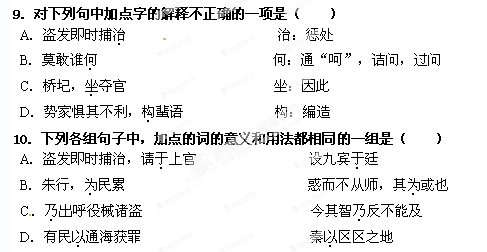 9．对下列句中加点字的解释不正确的一项是（　　）
A．盗发即时捕治　　治：惩处
B．莫敢谁何　　何：通“呵”，诘问，过问
C．桥圮，坐夺官　　坐：因此
D．势家惧其不利，构蜚语　　构：编造
10．下列各组句子中，加点的词的意义和用法都相同的一组是（　　）
A．盗发即时捕治，请于上官　　设九宾于廷
B．朱行，为民累　　惑而不从师，其为或也
C．乃出呼役械诸盗　　今其智乃反不能及
D．有民以通海获罪　　秦以区区之地